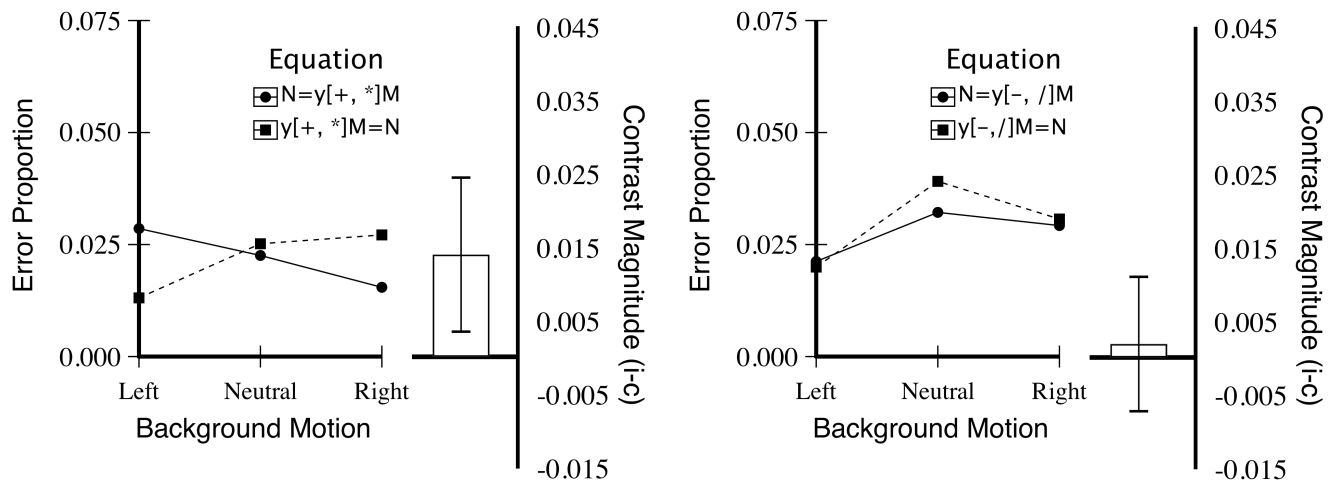 0.075
0.050
0.025
0.000
Error Proportion
Equation
N=y[+, *]M
y[+, *]M=N
Left Neutral Right
Background Motion
0.045
0.035
0.025
0.015
0.005
-0.005
-0.015
Contrast Magnitude (i-c)
0.075
0.050
0.025
0.000
Error Proportion
Equation
N=y[–, /]M
y[–,/]M=N
Left Neutral Right
Background Motion
0.045
0.035
0.025
0.015
0.005
-0.005
-0.015
Contrast Magnitude (i-c)